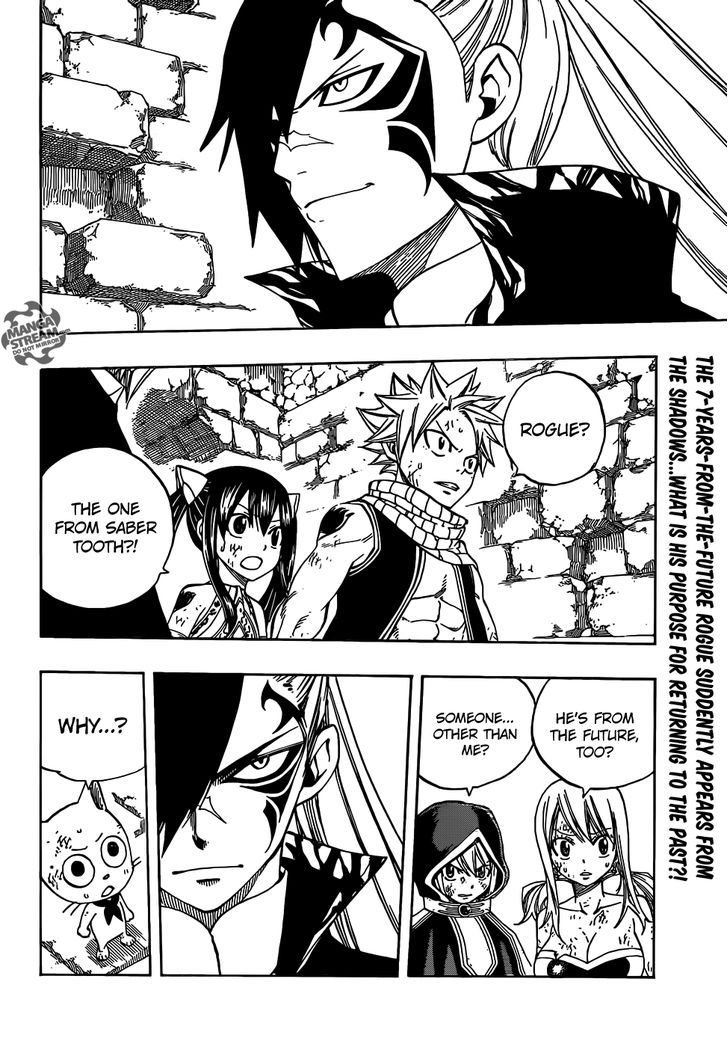 MANGA
STREAM.COM
DO NOT MIRROR
THE 7-YEARS-FROM-THE-FUTURE ROGUE SUDDENLY APPEARS FROM
THE SHADOWS...WHAT IS HIS PURPOSE FOR RETURNING TO THE PAST?!
ROGUE?
THE ONE
FROM SABER
TOOTH?!
HE'S FROM
THE FUTURE,
TOO?
SOMEONE...
OTHER THAN
ME?
WHY...?